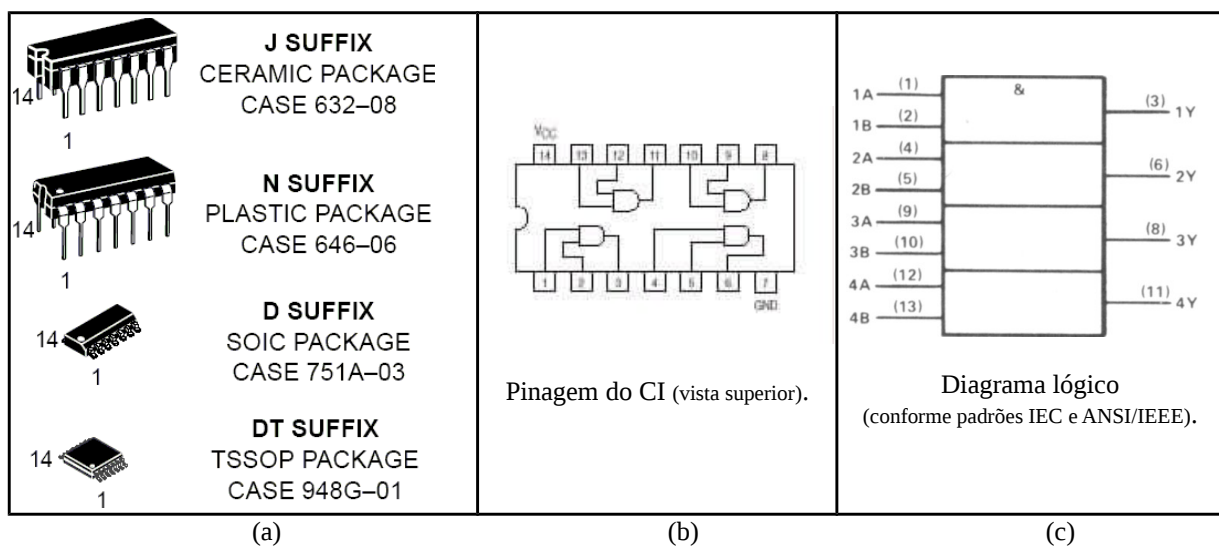 J SUFFIX
CERAMIC PACKAGE
CASE 632–08
14
1
N SUFFIX
PLASTIC PACKAGE
CASE 646–06
14
1
D SUFFIX
SOIC PACKAGE
CASE 751A–03
14
1
DT SUFFIX
TSSOP PACKAGE
CASE 948G–01
14
1
(a)
VCC
14 13 12 11 10 9 8
1 2 3 4 5 6 7
GND
Pinagem do CI (vista superior).
(b)
&
1A (1)
1B (2)
(3) 1Y
2A (4)
2B (5)
(6) 2Y
3A (9)
3B (10)
(8) 3Y
4A (12)
4B (13)
(11) 4Y
Diagrama lógico
(conforme padrões IEC e ANSI/IEEE).
(c)